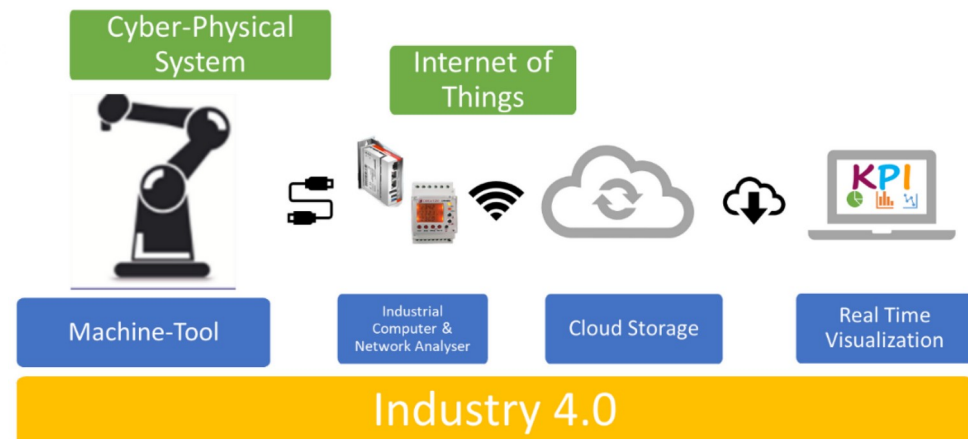 Cyber-Physical
System
Internet of
Things
KPI
Machine-Tool
Industrial
Computer &
Network Analyser
Cloud Storage
Real Time
Visualization
Industry 4.0